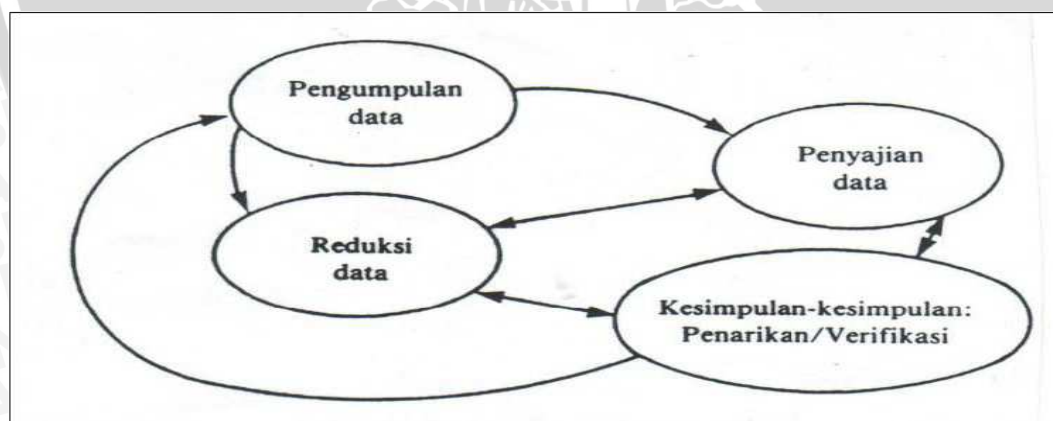 Pengumpulan
data
Penyajian
data
Reduksi
data
Kesimpulan-kesimpulan:
Penarikan/Verifikasi